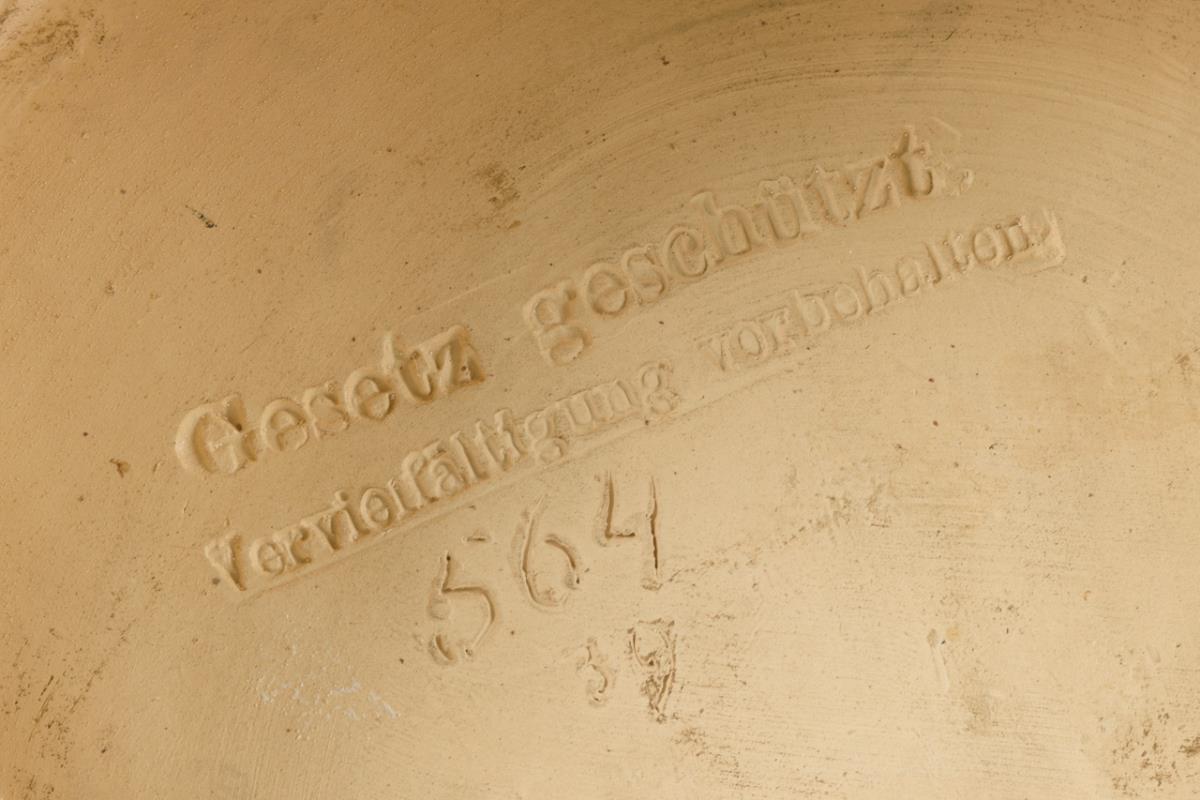 Gesetz geschützt.
Vervielfältigung vorbehalten
564
39